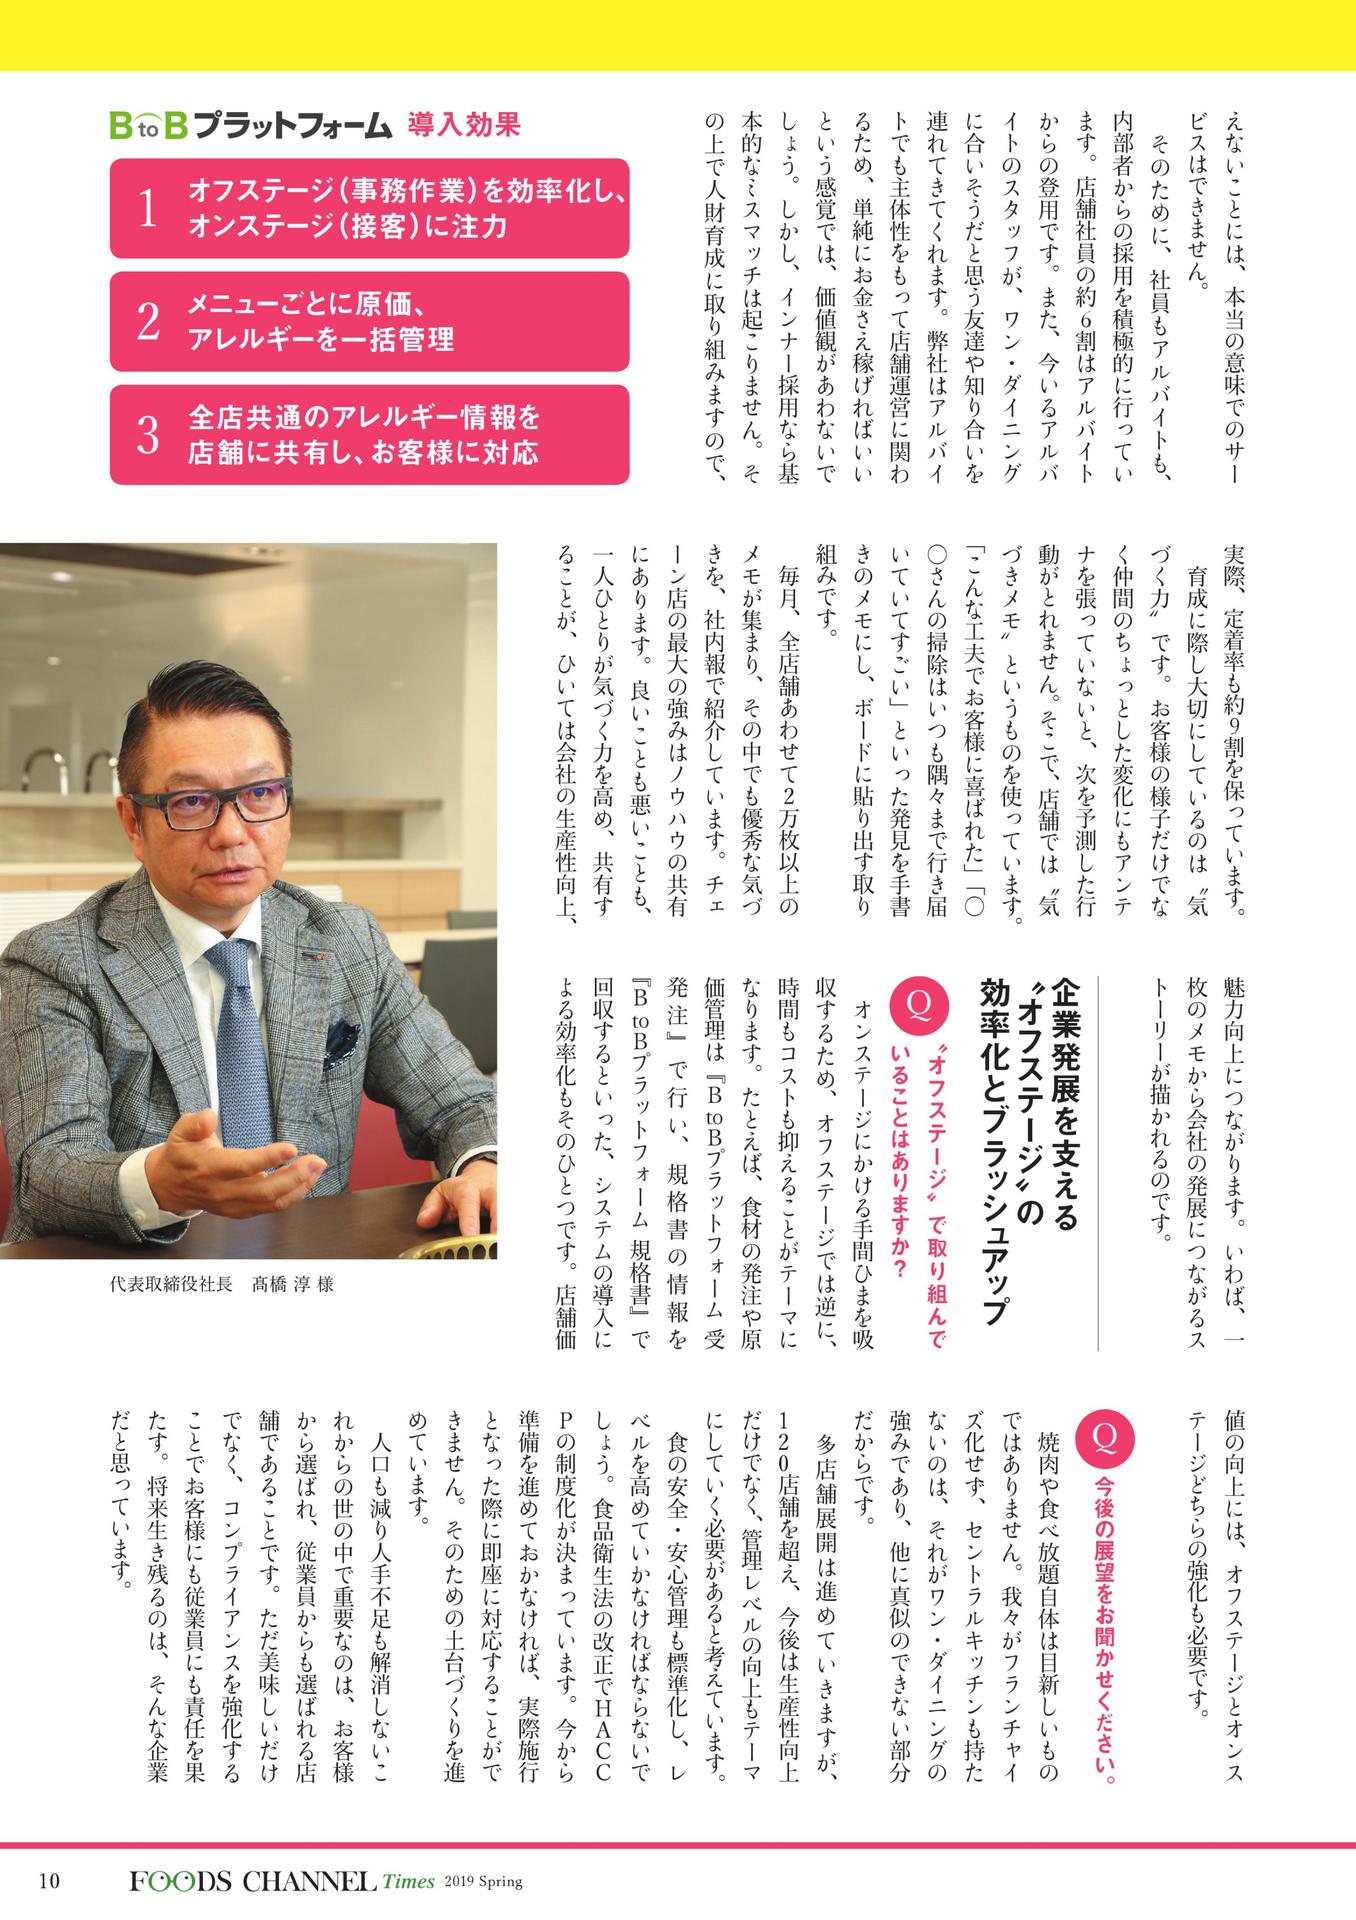 えないことには、本当の意味でのサー
ビスはできません。
そのために、社員もアルバイトも、
内部者からの採用を積極的に行ってい
ます。店舗社員の約6割はアルバイト
からの登用です。また、今いるアルバ
イトのスタッフが、ワン・ダイニング
に合いそうだと思う友達や知り合いを
連れてきてくれます。弊社はアルバイ
トでも主体性をもって店舗運営に関わ
るため、単純にお金さえ稼げればいい
という感覚では、価値観があわないで
しょう。しかし、インナー採用なら基
本的なミスマッチは起こりません。そ
の上で人財育成に取り組みますので、
BtoBプラットフォーム 導入効果
1 オフステージ(事務作業)を効率化し、
オンステージ(接客)に注力
2 メニューごとに原価、
アレルギーを一括管理
3 全店共通のアレルギー情報を
店舗に共有し、お客様に対応
実際、定着率も約9割を保っています。
育成に際し大切にしているのは〝気
づく力〟です。お客様の様子だけでな
く仲間のちょっとした変化にもアンテ
ナを張っていないと、次を予測した行
動がとれません。そこで、店舗では〝気
づきメモ〟というものを使っています。
「こんな工夫でお客様に喜ばれた」「〇
〇さんの掃除はいつも隅々まで行き届
いていてすごい」といった発見を手書
きのメモにし、ボードに貼り出す取り
組みです。
毎月、全店舗あわせて2万枚以上の
メモが集まり、その中でも優秀な気づ
きを、社内報で紹介しています。チェ
ーン店の最大の強みはノウハウの共有
にあります。良いことも悪いことも、
一人ひとりが気づく力を高め、共有す
ることが、ひいては会社の生産性向上、
魅力向上につながります。いわば、一
枚のメモから会社の発展につながるス
トーリーが描かれるのです。
企業発展を支える
〝オフステージ〟の
効率化とブラッシュアップ
Q 〝オフステージ〟で取り組んで
いることはありますか?
オンステージにかける手間ひまを吸
収するため、オフステージでは逆に、
時間もコストも抑えることがテーマに
なります。たとえば、食材の発注や原
価管理は『BtoBプラットフォーム 受
発注』で行い、規格書の情報を
『BtoBプラットフォーム 規格書』で
回収するといった、システムの導入に
よる効率化もそのひとつです。店舗価
代表取締役社長 髙橋 淳 様
値の向上には、オフステージとオンス
テージどちらの強化も必要です。
Q 今後の展望をお聞かせください。
焼肉や食べ放題自体は目新しいもの
ではありません。我々がフランチャイ
ズ化せず、セントラルキッチンも持た
ないのは、それがワン・ダイニングの
強みであり、他に真似のできない部分
だからです。
多店舗展開は進めていきますが、
120店舗を超え、今後は生産性向上
だけでなく、管理レベルの向上もテーマ
にしていく必要があると考えています。
食の安全・安心管理も標準化し、レ
ベルを高めていかなければならないで
しょう。食品衛生法の改正でHACC
Pの制度化が決まっています。今から
準備を進めておかなければ、実際施行
となった際に即座に対応することがで
きません。そのための土台づくりを進
めています。
人口も減り人手不足も解消しないこ
れからの世の中で重要なのは、お客様
から選ばれ、従業員からも選ばれる店
舗であることです。ただ美味しいだけ
でなく、コンプライアンスを強化する
ことでお客様にも従業員にも責任を果
たす。将来生き残るのは、そんな企業
だと思っています。
10 FOODS CHANNEL Times 2019 Spring